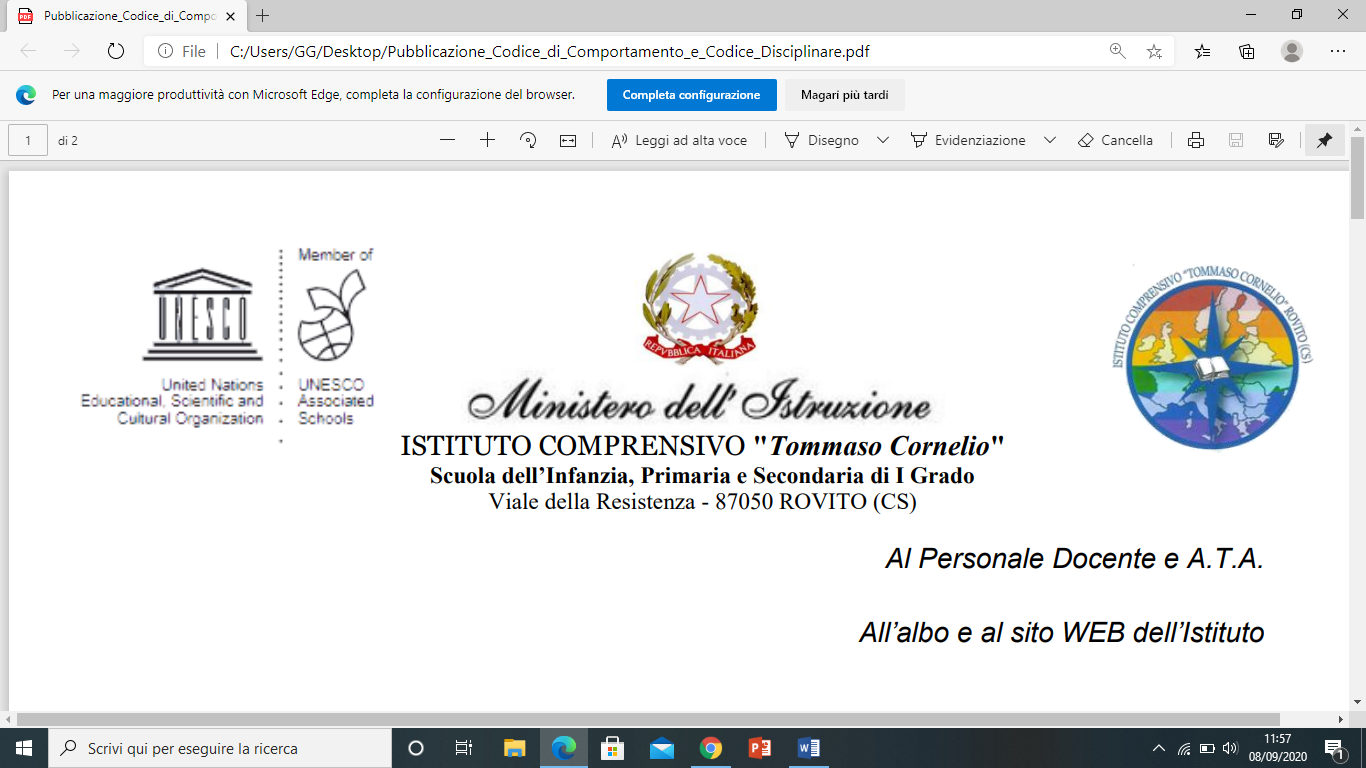 Pubblicazione_Codice_di_Compo
File
C:/Users/GG/Desktop/Pubblicazione_Codice_di_Comportamento_e_Codice_Disciplinare.pdf
Per una maggiore produttività con Microsoft Edge, completa la configurazione del browser.
Completa configurazione
Magari più tardi
1
di 2
Leggi ad alta voce
Disegno
Evidenziazione
Cancella
UNESCO
United Nations
Educational, Scientific and
Cultural Organization
Member of
UNESCO
Associated
Schools
REPVBBLICA ITALIANA
Ministero dell' Istruzione
ISTITUTO COMPRENSIVO "TOMMASO CORNELIO" ROVITO (CS)
ISTITUTO COMPRENSIVO "Tommaso Cornelio"
Scuola dell’Infanzia, Primaria e Secondaria di I Grado
Viale della Resistenza - 87050 ROVITO (CS)
Al Personale Docente e A.T.A.
All’albo e al sito WEB dell’Istituto
Scrivi qui per eseguire la ricerca
11:57
08/09/2020
1